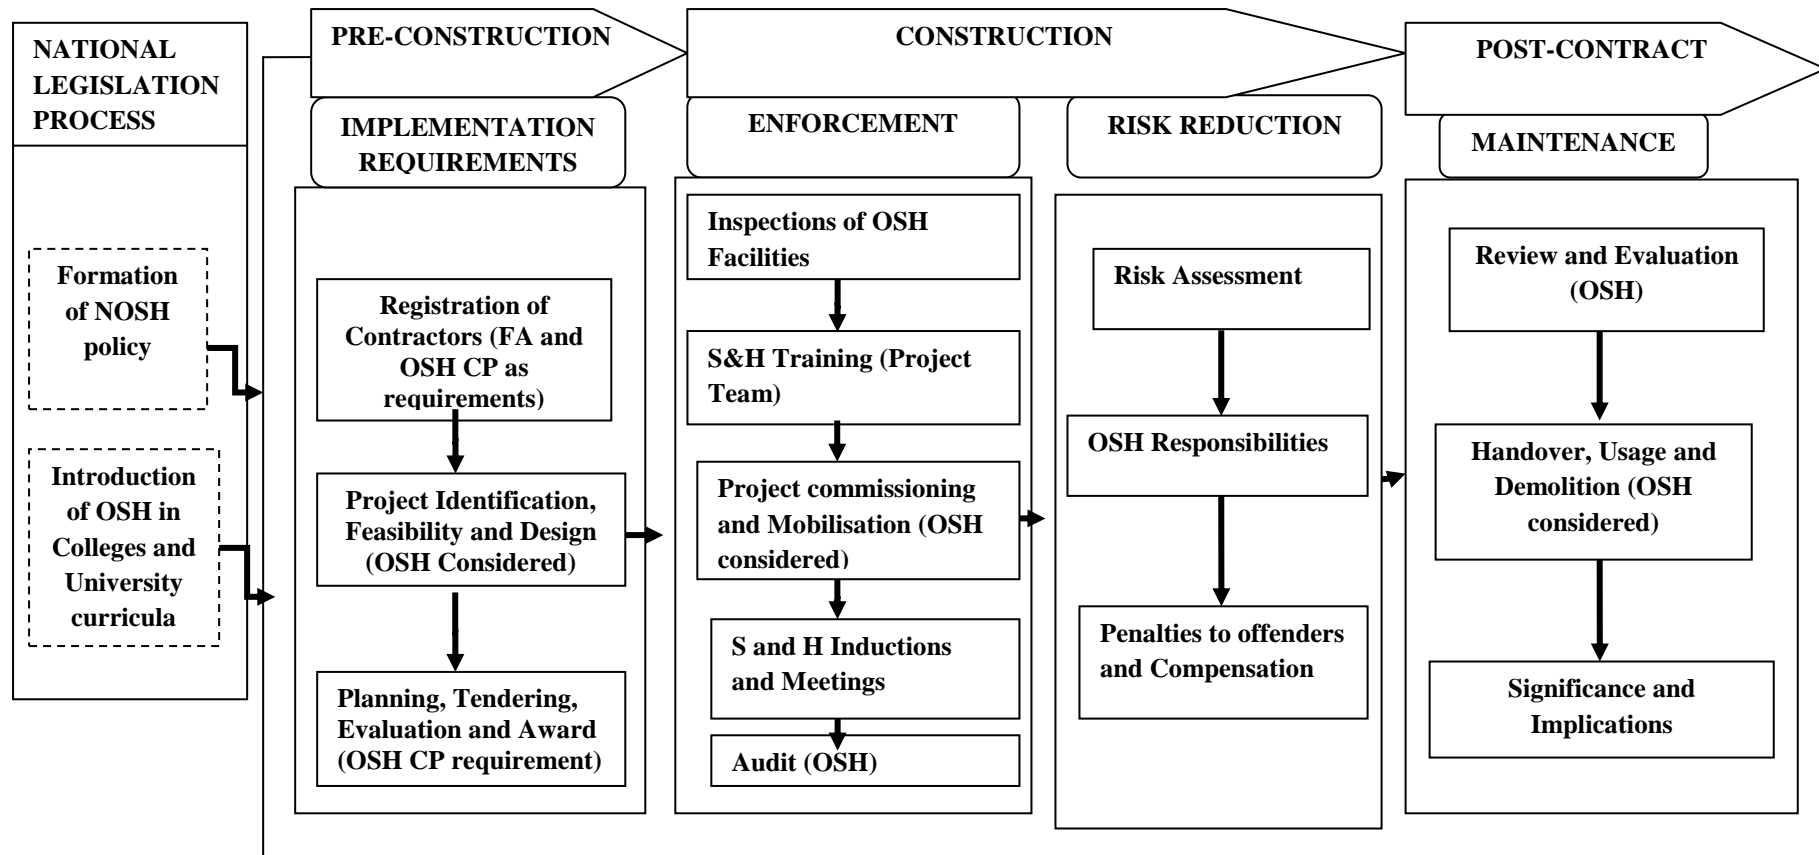 NATIONAL
LEGISLATION
PROCESS
Formation
of NOSH
policy
Introduction
of OSH in
Colleges and
University
curricula
PRE-CONSTRUCTION
IMPLEMENTATION
REQUIREMENTS
Registration of
Contractors (FA and
OSH CP as
requirements)
Project Identification,
Feasibility and Design
(OSH Considered)
Planning, Tendering,
Evaluation and Award
(OSH CP requirement)
CONSTRUCTION
ENFORCEMENT
Inspections of OSH
Facilities
S&H Training (Project
Team)
Project commissioning
and Mobilisation (OSH
considered)
S and H Inductions
and Meetings
Audit (OSH)
RISK REDUCTION
Risk Assessment
OSH Responsibilities
Penalties to offenders
and Compensation
POST-CONTRACT
MAINTENANCE
Review and Evaluation
(OSH)
Handover, Usage and
Demolition (OSH
considered)
Significance and
Implications